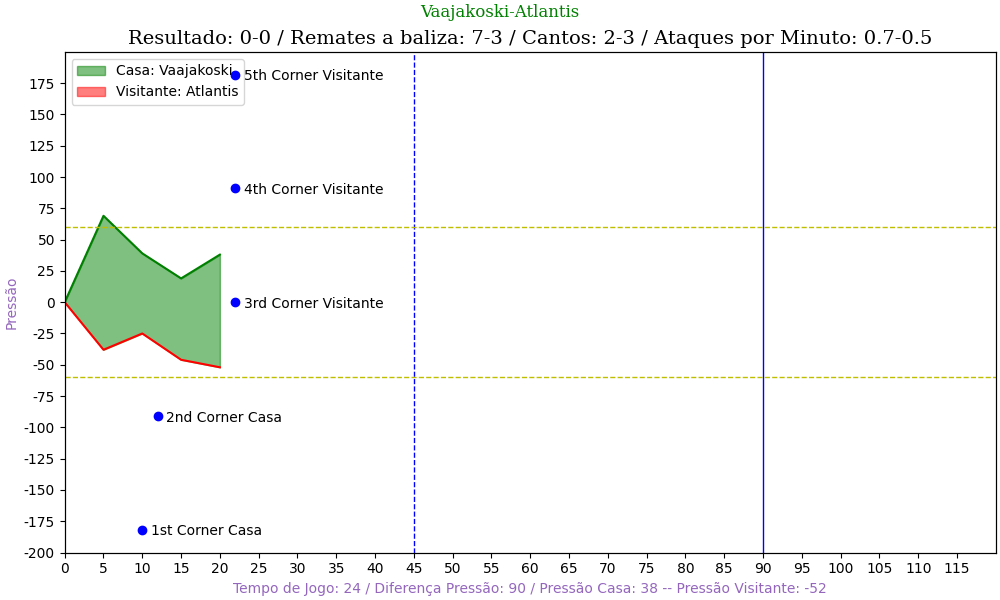 Vaajakoski-Atlantis
Resultado: 0-0 / Remates a baliza: 7-3 / Cantos: 2-3 / Ataques por Minuto: 0.7-0.5
Casa: Vaajakoski
Visitante: Atlantis
5th Corner Visitante
4th Corner Visitante
3rd Corner Visitante
2nd Corner Casa
1st Corner Casa
Pressão
175
150
125
100
75
50
25
0
-25
-50
-75
-100
-125
-150
-175
-200
0 5 10 15 20 25 30 35 40 45 50 55 60 65 70 75 80 85 90 95 100 105 110 115
Tempo de Jogo: 24 / Diferença Pressão: 90 / Pressão Casa: 38 -- Pressão Visitante: -52